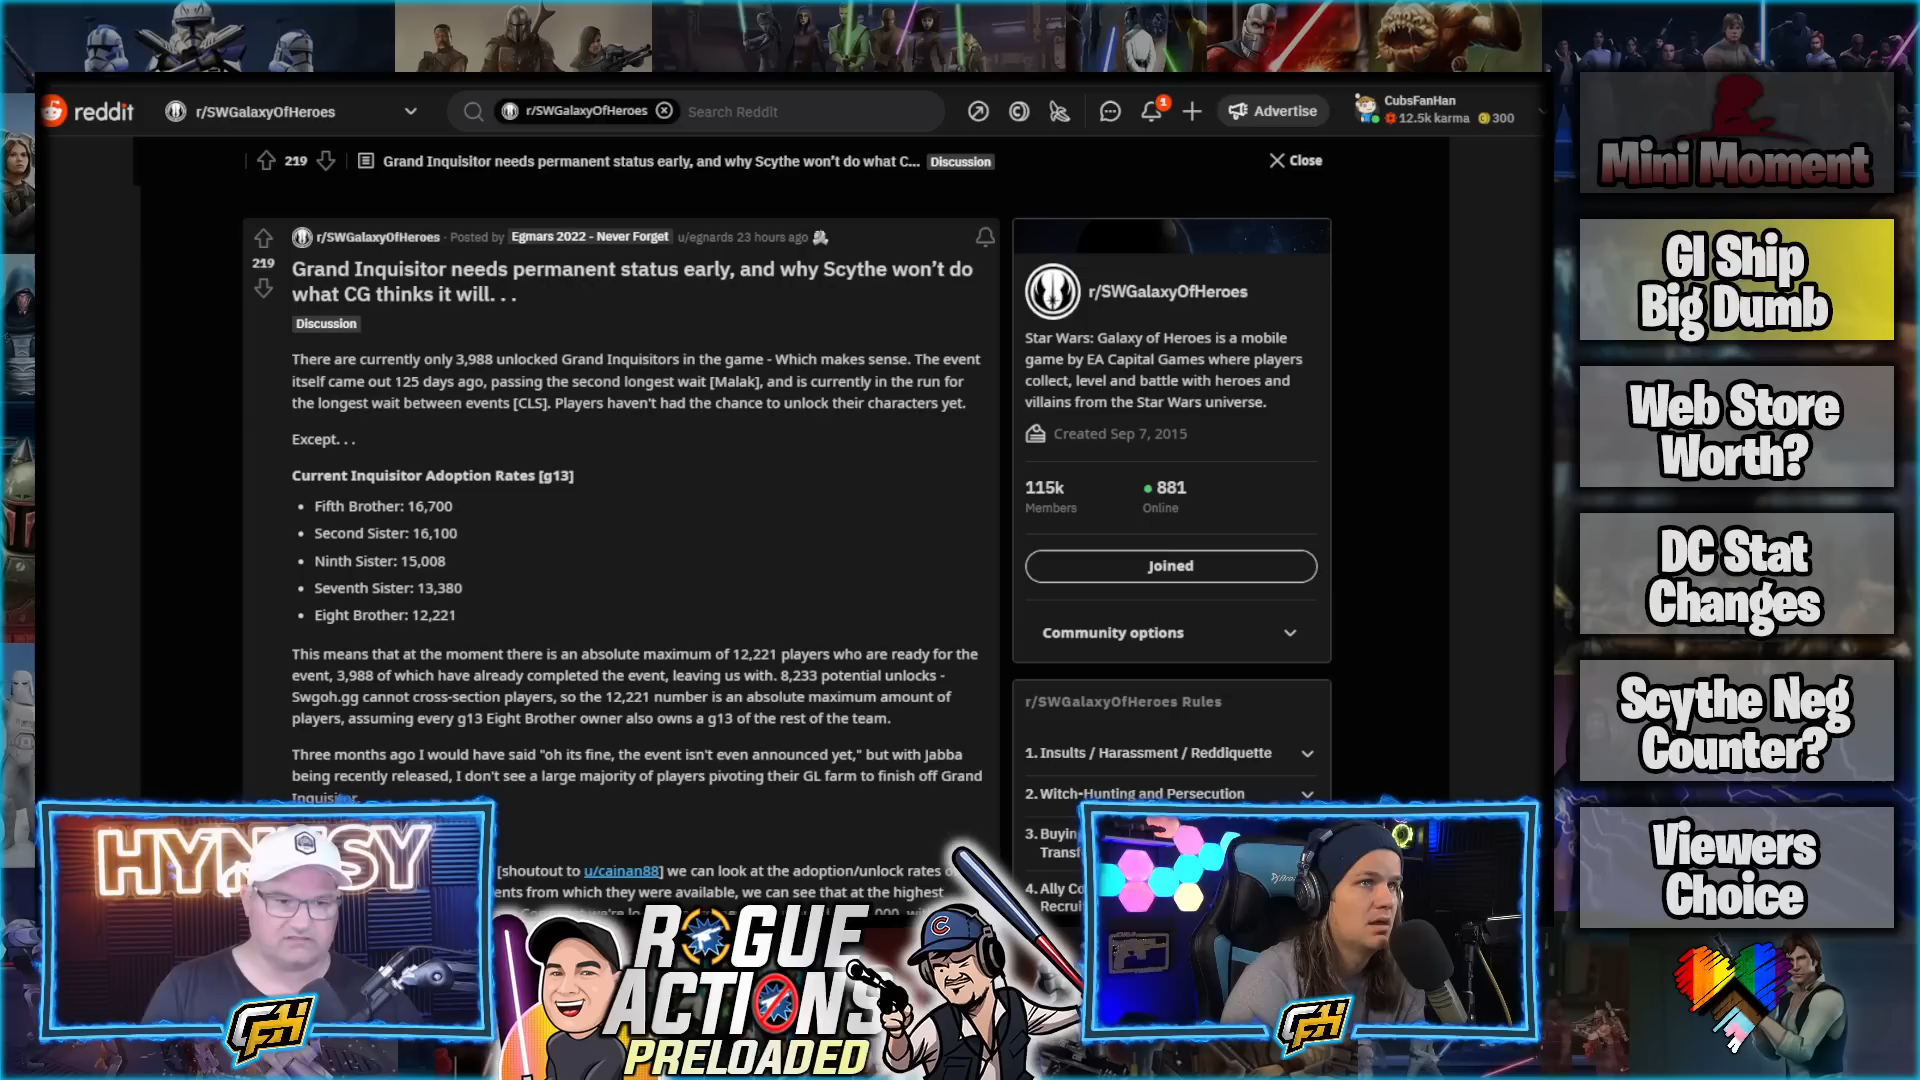 reddit
r/SWGalaxyOfHeroes
r/SWGalaxyOfHeroes
Search Reddit
1
Advertise
CubsFanHan
12.5k karma
300
219
Grand Inquisitor needs permanent status early, and why Scythe won't do what C...
Discussion
Close
219
r/SWGalaxyOfHeroes · Posted by Egmars 2022 - Never Forget u/egnards 23 hours ago
Grand Inquisitor needs permanent status early, and why Scythe won't do
what CG thinks it will. . .
Discussion
There are currently only 3,988 unlocked Grand Inquisitors in the game - Which makes sense. The event
itself came out 125 days ago, passing the second longest wait [Malak], and is currently in the run for
the longest wait between events [CLS]. Players haven't had the chance to unlock their characters yet.
Except. . .
Current Inquisitor Adoption Rates [g13]
• Fifth Brother: 16,700
• Second Sister: 16,100
• Ninth Sister: 15,008
• Seventh Sister: 13,380
• Eight Brother: 12,221
This means that at the moment there is an absolute maximum of 12,221 players who are ready for the
event, 3,988 of which have already completed the event, leaving us with. 8,233 potential unlocks -
Swgoh.gg cannot cross-section players, so the 12,221 number is an absolute maximum amount of
players, assuming every g13 Eight Brother owner also owns a g13 of the rest of the team.
Three months ago I would have said "oh its fine, the event isn't even announced yet," but with Jabba
being recently released, I don't see a large majority of players pivoting their GL farm to finish off Grand
Inquisitor.
[shoutout to u/cainan88] we can look at the adoption/unlock rates
ents from which they were available, we can see that at the highest
r/SWGalaxyOfHeroes
Star Wars: Galaxy of Heroes is a mobile
game by EA Capital Games where players
collect, level and battle with heroes and
villains from the Star Wars universe.
Created Sep 7, 2015
115k
Members
881
Online
Joined
Community options
r/SWGalaxyOfHeroes Rules
1. Insults / Harassment / Reddiquette
2. Witch-Hunting and Persecution
3. Buyin
Transf
4. Ally Co
Recrui
Mini Moment
GI Ship
Big Dumb
Web Store
Worth?
DC Stat
Changes
Scythe Neg
Counter?
Viewers
Choice
HYN SY
CFH
ROGUE
ACTIONS
PRELOADED
C
CFH